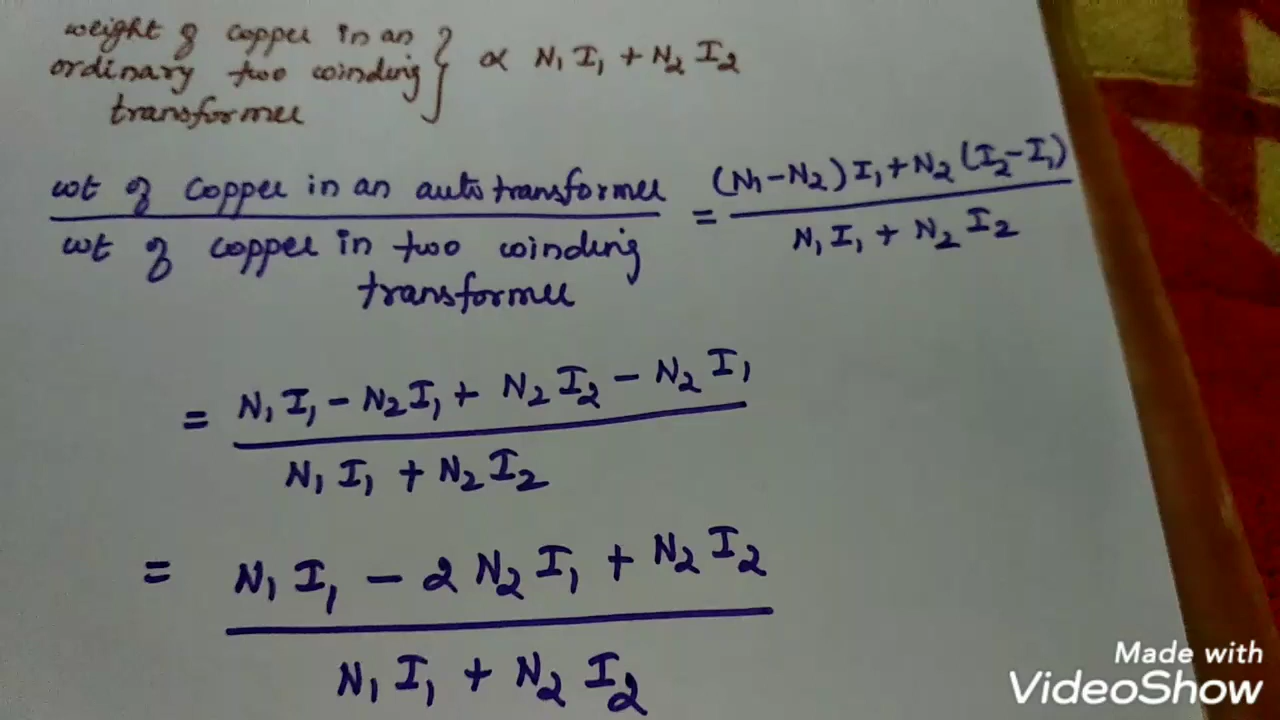 weight of copper in an
ordinary two winding } ∝ N₁I₁ + N₂I₂
transformer
wt of copper in an autotransformer / wt of copper in two winding transformer = (N₁-N₂)I₁+N₂(I₂-I₁) / N₁I₁ + N₂I₂
= N₁I₁ - N₂I₁ + N₂I₂ - N₂I₁ / N₁I₁ + N₂I₂
= N₁I₁ - 2N₂I₁ + N₂I₂ / N₁I₁ + N₂I₂
Made with
VideoShow